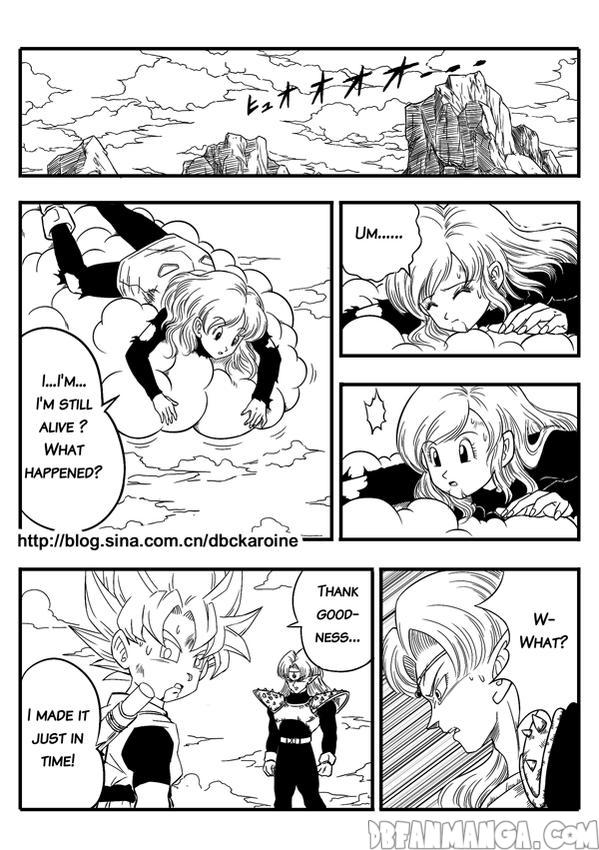 ヒュオオオオ----
UM......
I...I'M...
I'M STILL
ALIVE ?
WHAT
HAPPENED?
http://blog.sina.com.cn/dbckaroine
W-
WHAT?
THANK
GOOD-
NESS...
I MADE IT
JUST IN
TIME!
DBFANMANGA.COM